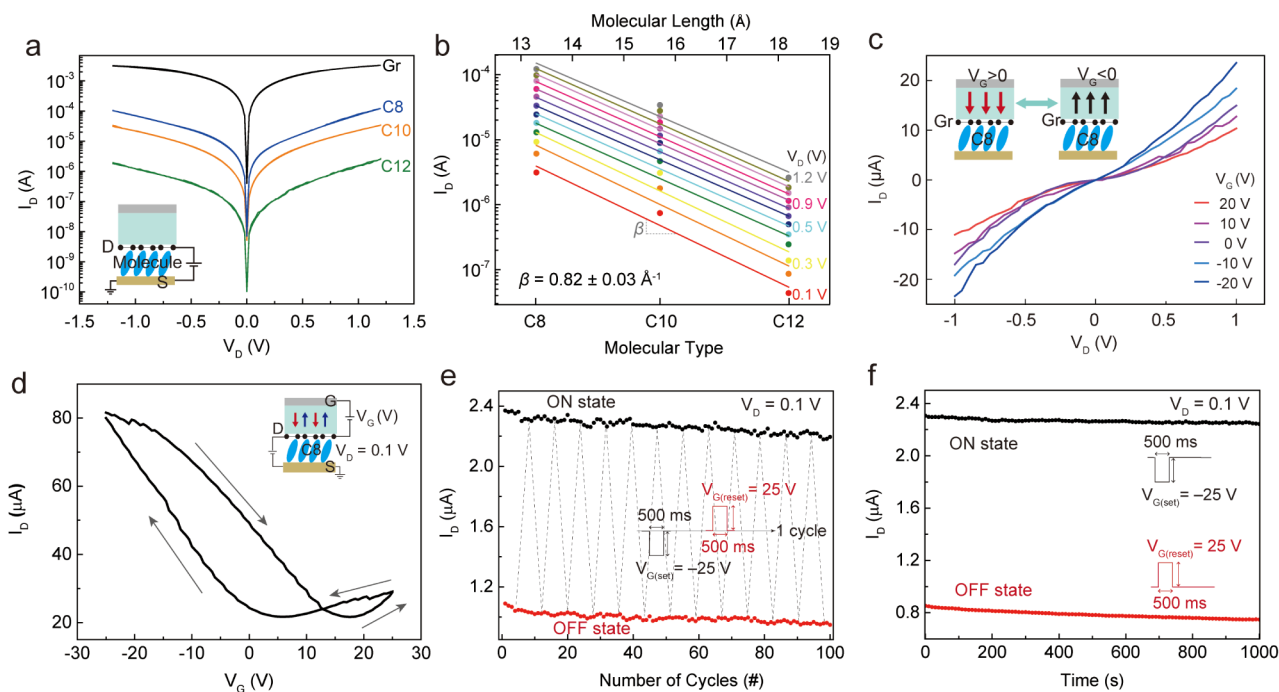 a
10⁻³
10⁻⁴
10⁻⁵
10⁻⁶
10⁻⁷
10⁻⁸
10⁻⁹
10⁻¹⁰
I_D (A)
Gr
C8
C10
C12
D
Molecule
S
-1.5 -1.0 -0.5 0.0 0.5 1.0 1.5
V_D (V)
b
Molecular Length (Å)
13 14 15 16 17 18 19
10⁻⁴
10⁻⁵
10⁻⁶
10⁻⁷
I_D (A)
V_D (V)
1.2 V
0.9 V
0.5 V
0.3 V
0.1 V
β
β = 0.82 ± 0.03 Å⁻¹
C8 C10 C12
Molecular Type
c
20
10
0
-10
-20
I_D (µA)
V_G>0 V_G<0
Gr Gr
C8 C8
V_G (V)
20 V
10 V
0 V
-10 V
-20 V
-1 -0.5 0 0.5 1
V_D (V)
d
80
60
40
20
I_D (µA)
G
V_G (V)
D
C8 V_D = 0.1 V
S
-30 -20 -10 0 10 20 30
V_G (V)
e
2.4
2.1
1.8
1.5
1.2
0.9
I_D (µA)
ON state V_D = 0.1 V
V_G(reset) = 25 V
500 ms
1 cycle
500 ms
V_G(set) = −25 V
OFF state
0 20 40 60 80 100
Number of Cycles (#)
f
2.4
2.0
1.6
1.2
0.8
I_D (µA)
V_D = 0.1 V
ON state
500 ms
V_G(set) = −25 V
V_G(reset) = 25 V
OFF state
500 ms
0 200 400 600 800 1000
Time (s)